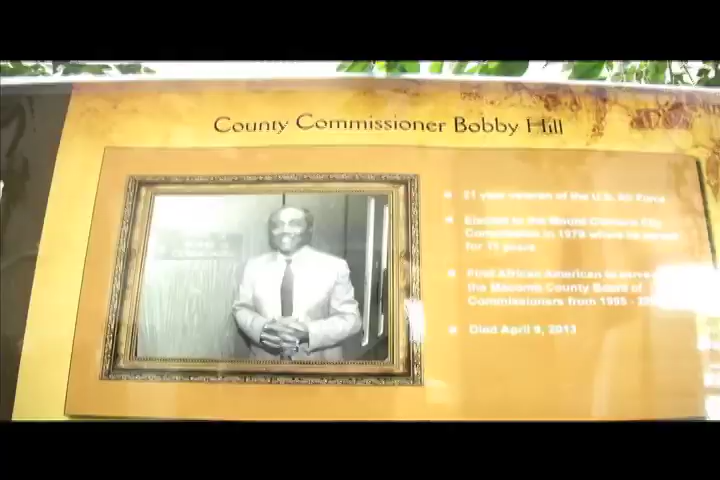 County Commissioner Bobby Hill
21 year veteran of the U.S. Air Force
Elected to the Mount Clemens City
Commission in 1979 where he served
for 13 years
First African American to serve
the Macomb County Board of
Commissioners from 1995 -
Died April 9, 2013